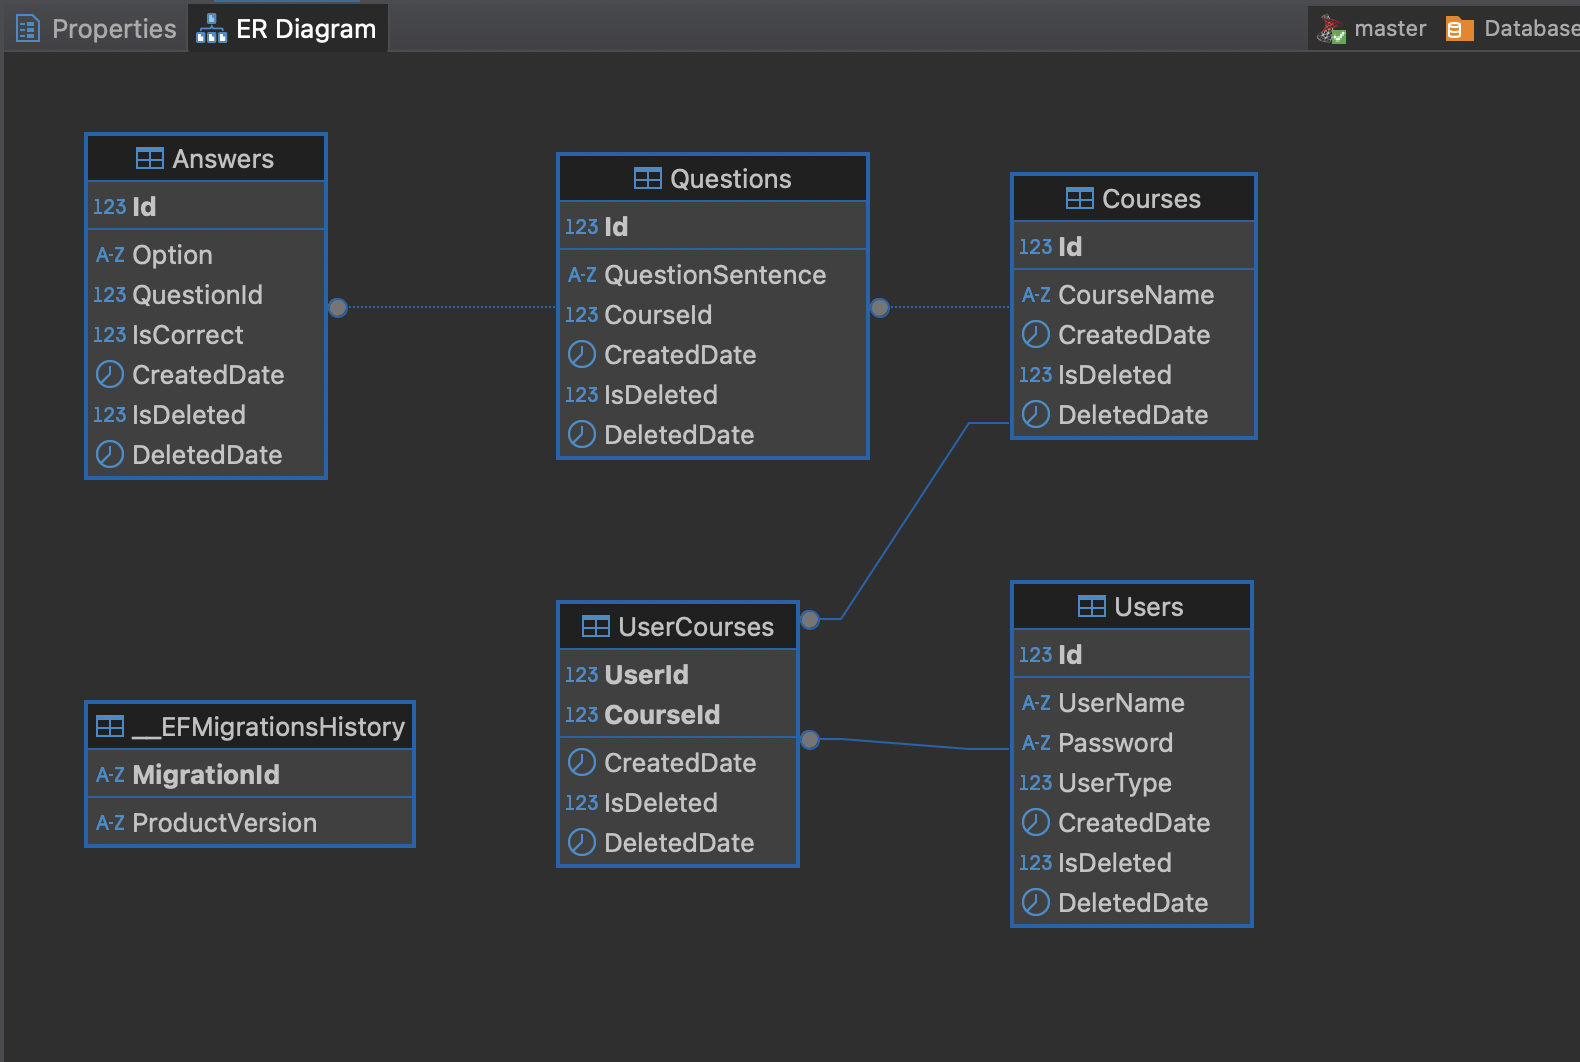 Properties
ER Diagram
master
Database
Answers
123 Id
A-Z Option
123 QuestionId
123 IsCorrect
CreatedDate
123 IsDeleted
DeletedDate
Questions
123 Id
A-Z QuestionSentence
123 CourseId
CreatedDate
123 IsDeleted
DeletedDate
Courses
123 Id
A-Z CourseName
CreatedDate
123 IsDeleted
DeletedDate
UserCourses
123 UserId
123 CourseId
CreatedDate
123 IsDeleted
DeletedDate
Users
123 Id
A-Z UserName
A-Z Password
123 UserType
CreatedDate
123 IsDeleted
DeletedDate
__EFMigrationsHistory
A-Z MigrationId
A-Z ProductVersion